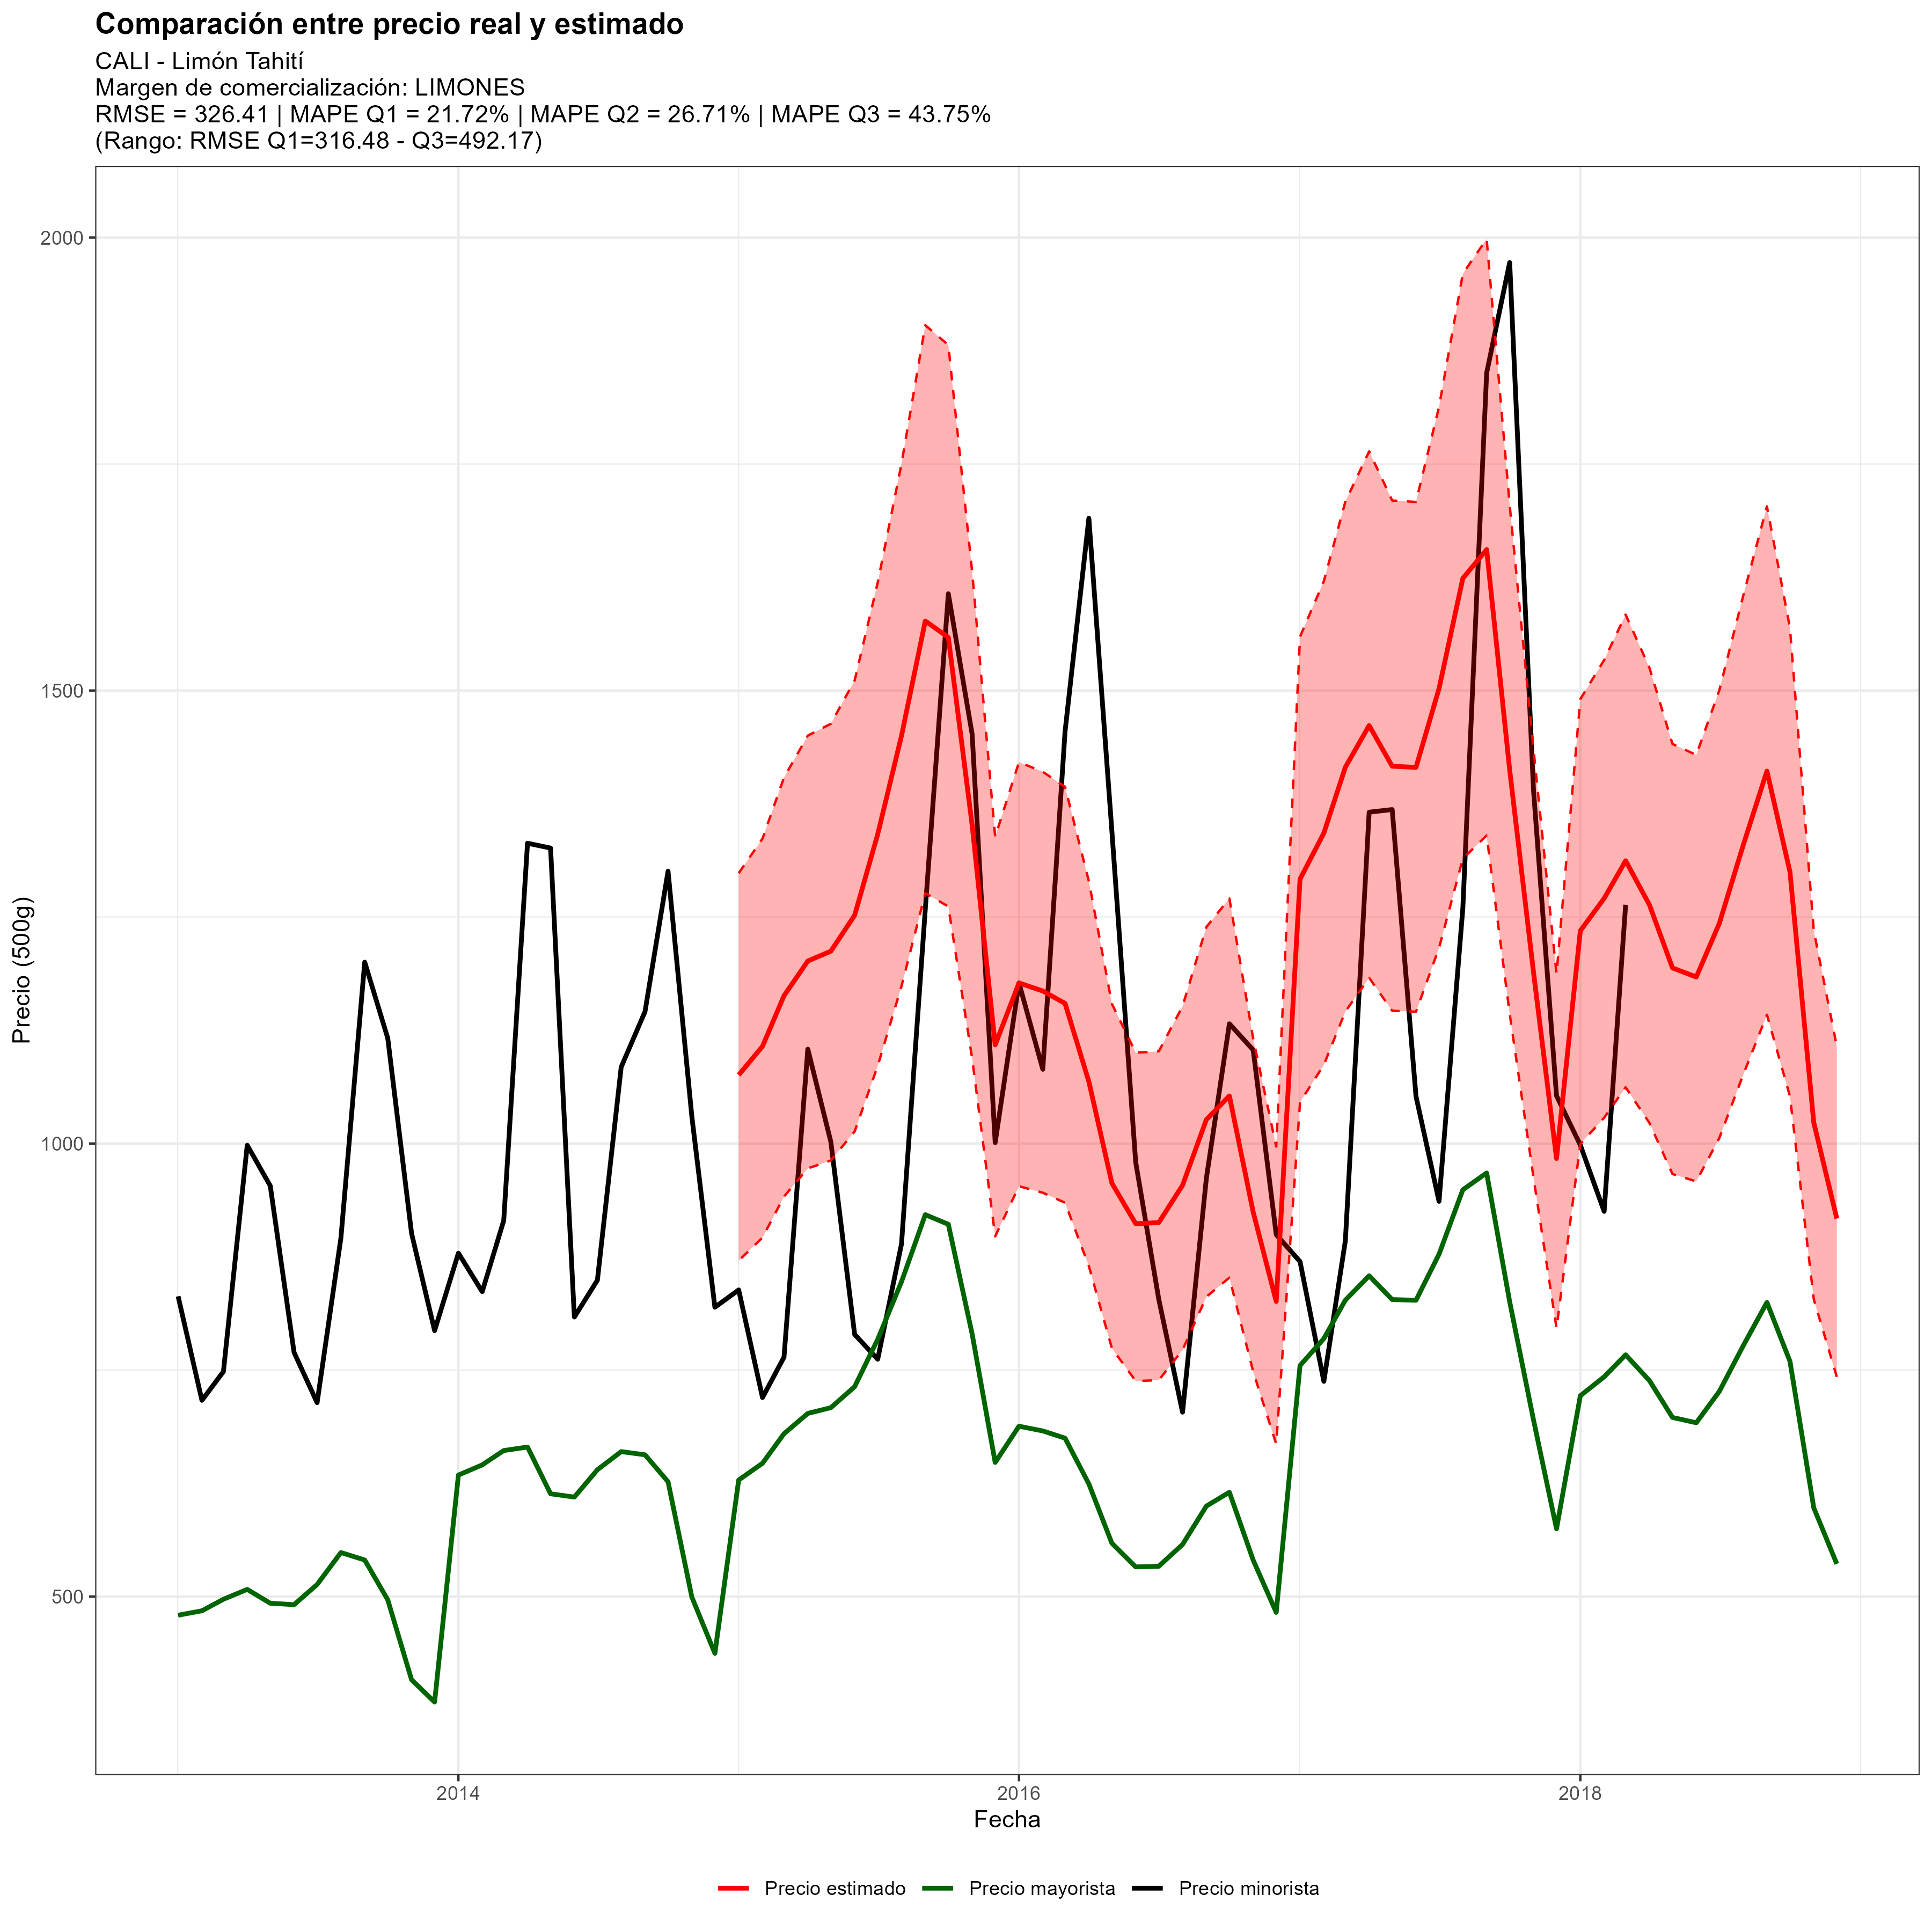 Comparación entre precio real y estimado
CALI - Limón Tahití
Margen de comercialización: LIMONES
RMSE = 326.41 | MAPE Q1 = 21.72% | MAPE Q2 = 26.71% | MAPE Q3 = 43.75%
(Rango: RMSE Q1=316.48 - Q3=492.17)
2000
1500
1000
500
Precio (500g)
2014 2016 2018
Fecha
Precio estimado Precio mayorista Precio minorista